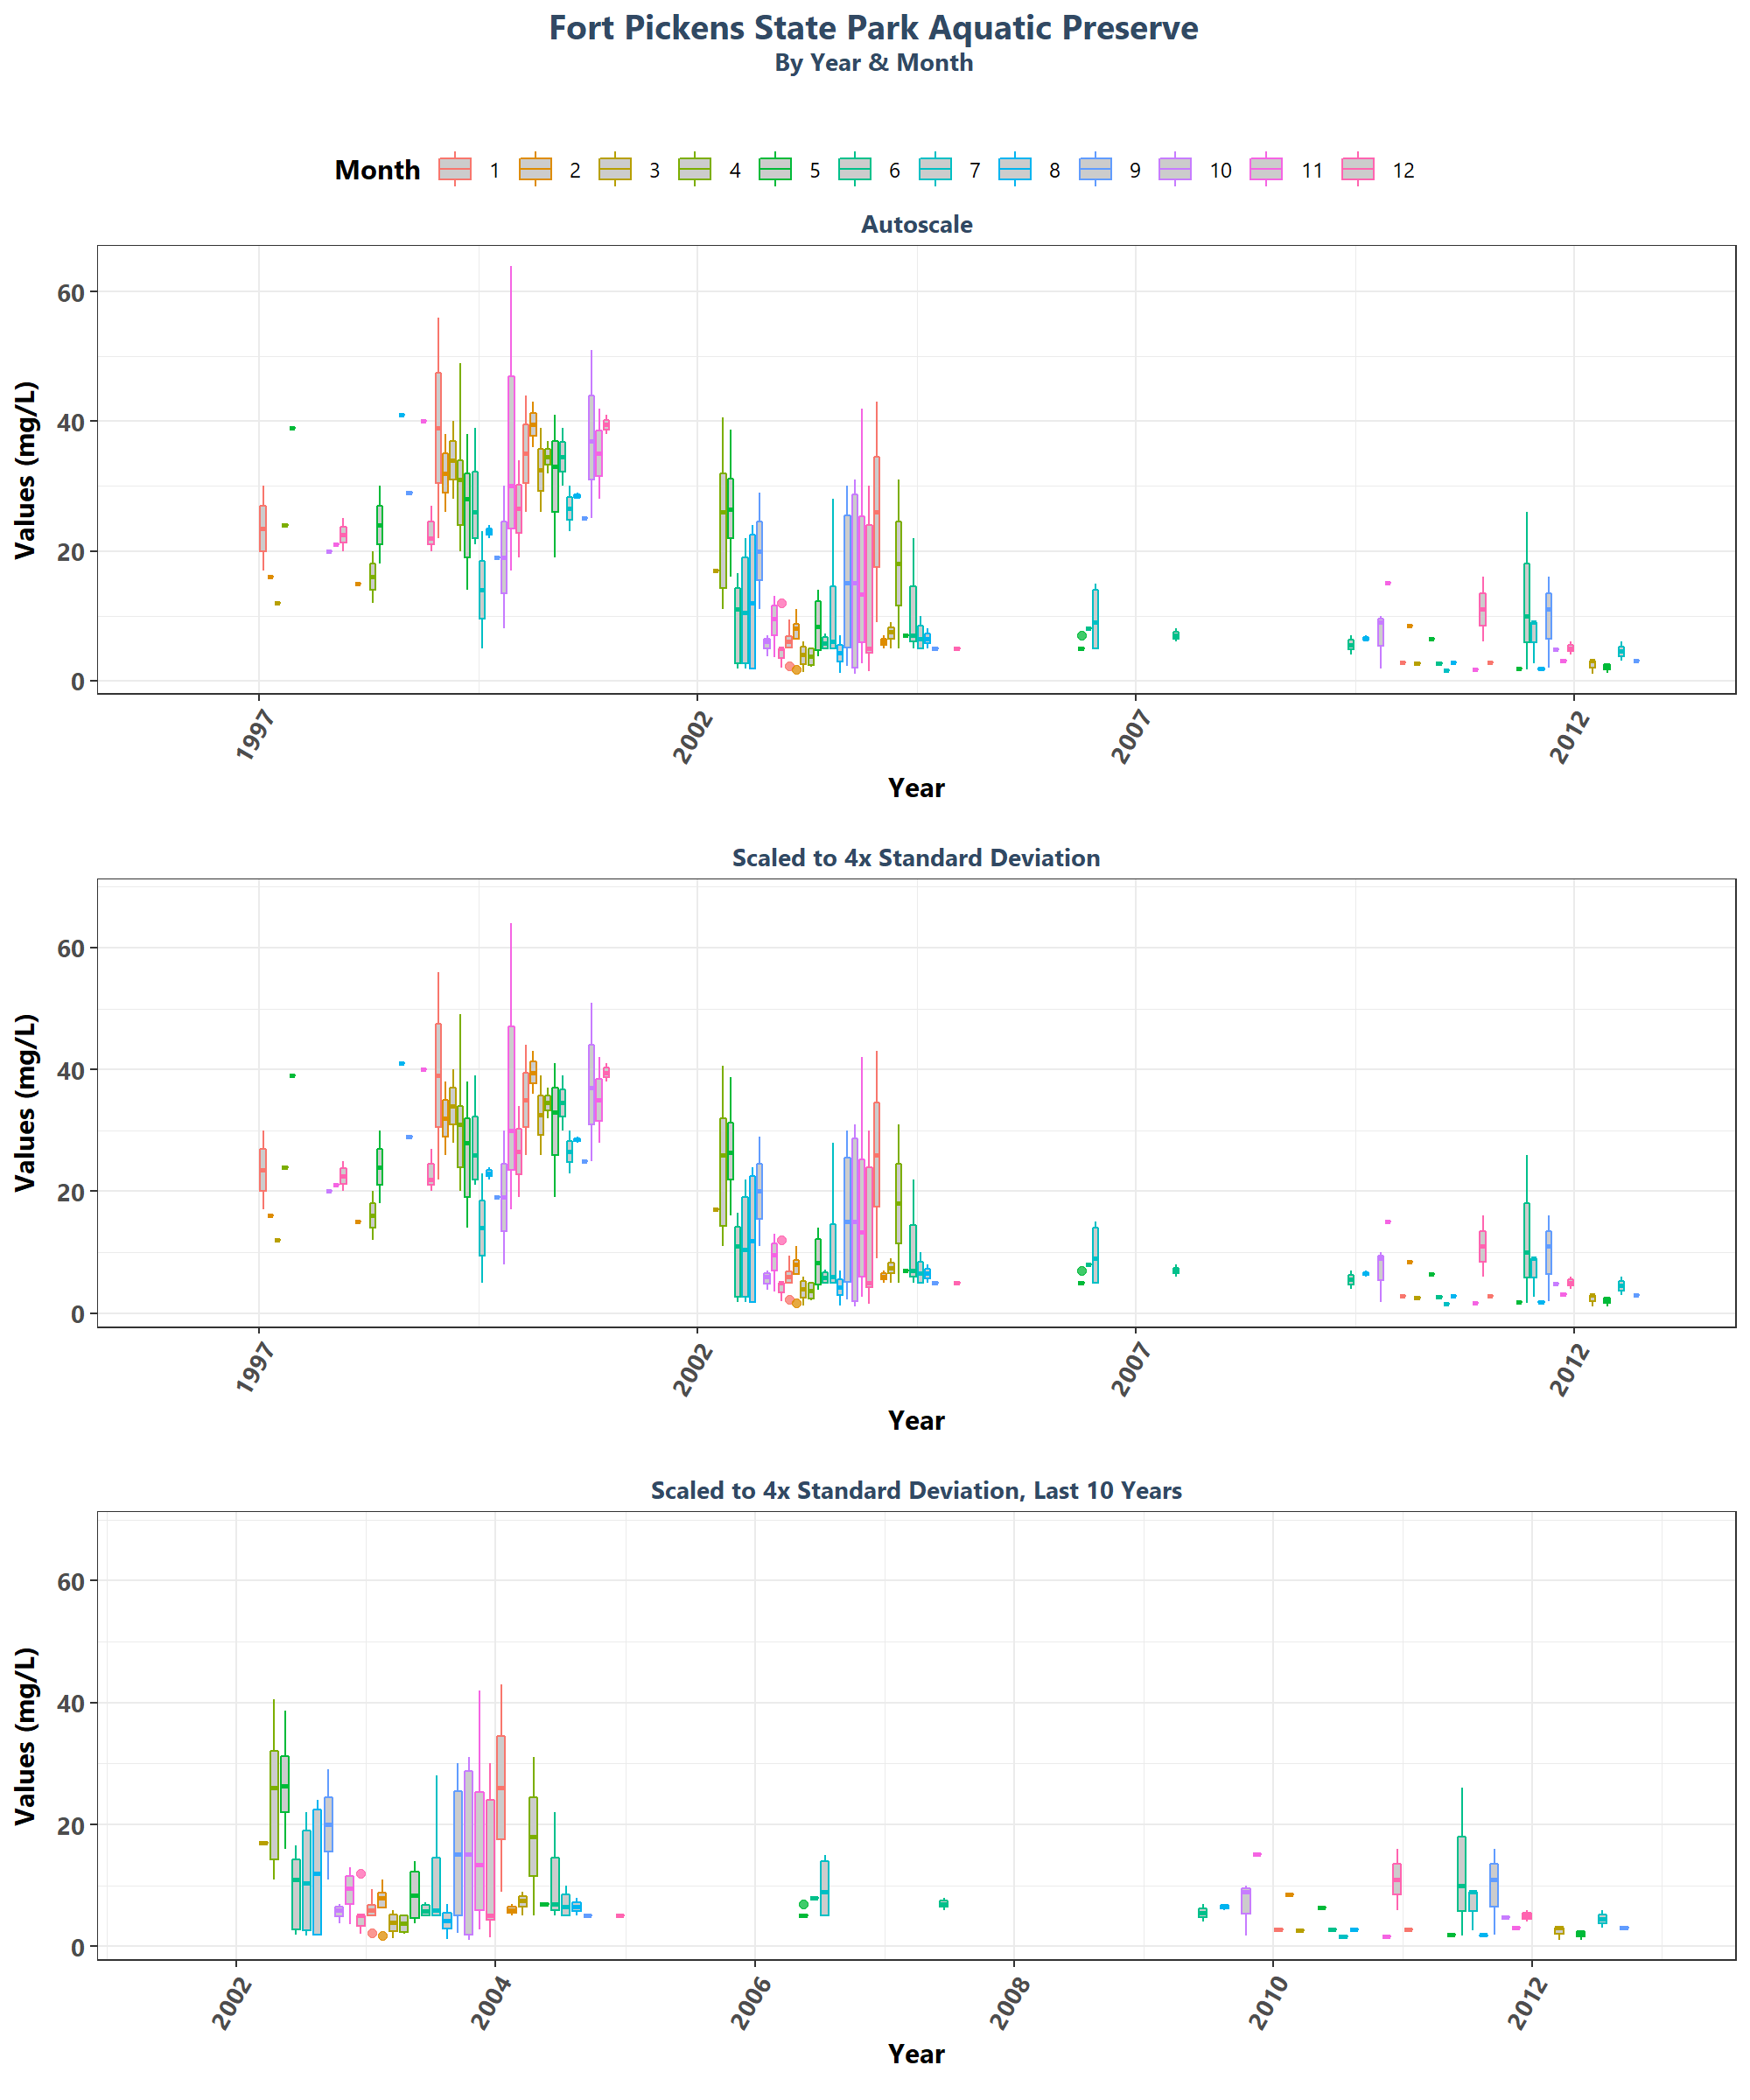 Fort Pickens State Park Aquatic Preserve
By Year & Month
Month 1 2 3 4 5 6 7 8 9 10 11 12
Autoscale
Values (mg/L)
60
40
20
0
1997 2002 2007 2012
Year
Scaled to 4x Standard Deviation
Values (mg/L)
60
40
20
0
1997 2002 2007 2012
Year
Scaled to 4x Standard Deviation, Last 10 Years
Values (mg/L)
60
40
20
0
2002 2004 2006 2008 2010 2012
Year